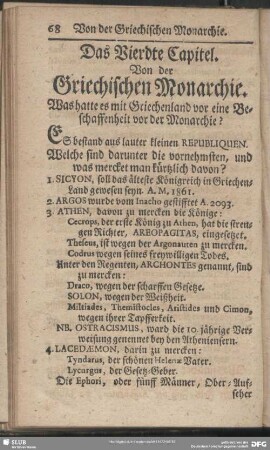 68 Von der Griechischen Monarchie.
Das Vierdte Capitel.
Von der
Griechischen Monarchie.
Was hatte es mit Griechenland vor eine Be-
schaffenheit vor der Monarchie?
Es bestand aus lauter kleinen REPUBLIQUEN.
Welche sind darunter die vornehmsten, und
was mercket man kürtzlich davon?
1. SICYON, soll das älteste Königreich in Griechen-
Land gewesen seyn. A. M. 1861.
2. ARGOS wurde vom Inacho gestifftet A. 2093.
3. ATHEN, davon zu mercken die Könige:
Cecrops, der erste König zu Athen, hat die stren-
gen Richter, AREOPAGITAS, eingesetzet.
Theseus, ist wegen der Argonauten zu mercken.
Codrus wegen seines freywilligen Todes.
Unter den Regenten, ARCHONTES genannt, sind
zu mercken:
Draco, wegen der scharffen Gesetze.
SOLON, wegen der Weißheit.
Miltiades, Themistocles, Aristides und Cimon,
wegen ihrer Tapfferkeit.
NB. OSTRACISMUS, ward die 10. jährige Ver-
weisung genennet bey den Atheniensern.
4. LACEDÆMON, darin zu mercken:
Tyndarus, der schönen Helenæ Vater.
Lycurgus, der Gesetz-Geber.
Die Ephori, oder fünff Männer, Ober-Auf-
seher
SLUB